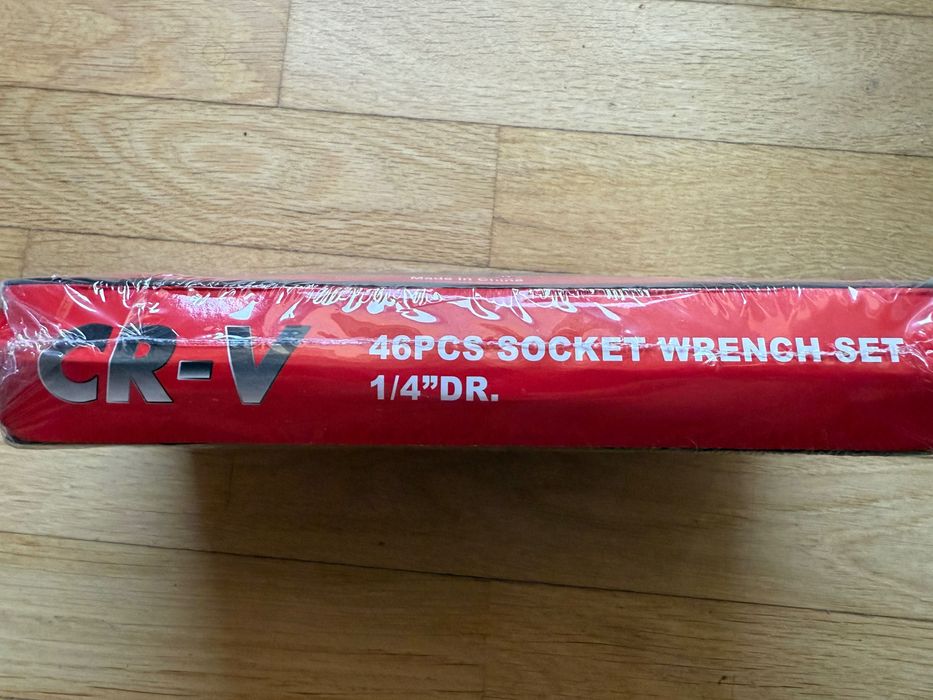 Made in China
CR-V
46PCS SOCKET WRENCH SET
1/4”DR.